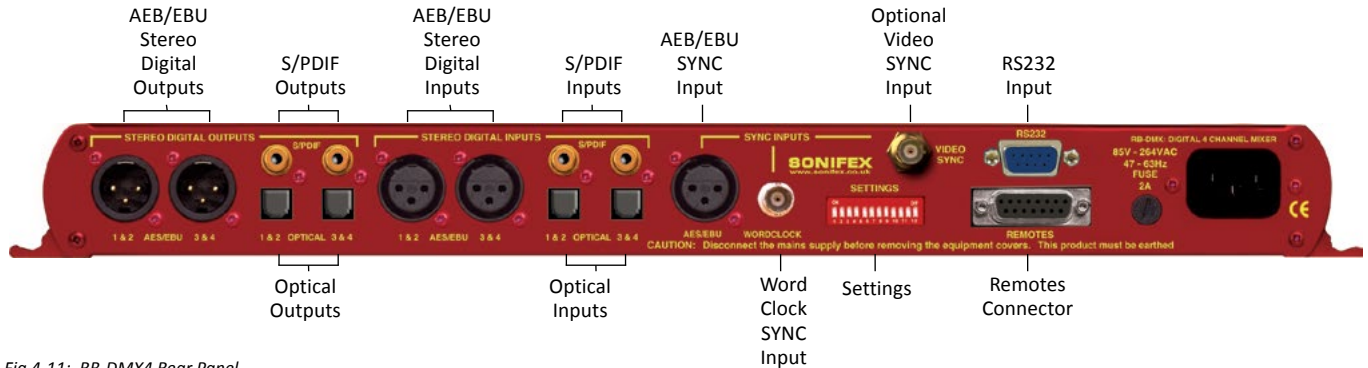 AEB/EBU
Stereo
Digital
Outputs
S/PDIF
Outputs
AEB/EBU
Stereo
Digital
Inputs
S/PDIF
Inputs
AEB/EBU
SYNC
Input
Optional
Video
SYNC
Input
RS232
Input
STEREO DIGITAL OUTPUTS
S/PDIF
1 & 2 AES/EBU 3 & 4
1 & 2 OPTICAL 3 & 4
STEREO DIGITAL INPUTS
S/PDIF
1 & 2 AES/EBU 3 & 4
1 & 2 OPTICAL 3 & 4
SYNC INPUTS
SONIFEX
www.sonifex.co.uk
AES/EBU
WORDCLOCK
SETTINGS
VIDEO
SYNC
RS232
REMOTES
RB-DMX: DIGITAL 4 CHANNEL MIXER
85V - 264VAC
47 - 63Hz
FUSE
2A
CE
CAUTION: Disconnect the mains supply before removing the equipment covers. This product must be earthed
Optical
Outputs
Optical
Inputs
Word
Clock
SYNC
Input
Settings
Remotes
Connector
Fig 4-11: RB-DMX4 Rear Panel